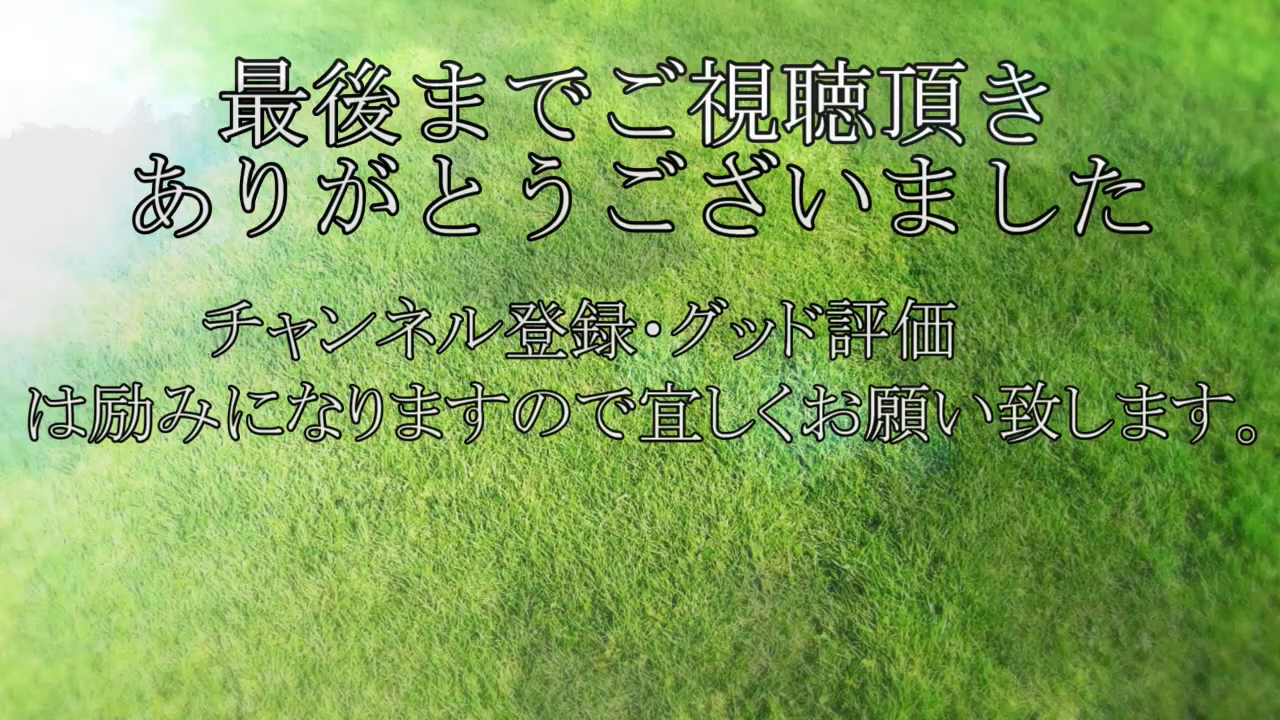 最後までご視聴頂き
ありがとうございました
チャンネル登録・グッド評価
は励みになりますので宜しくお願い致します。